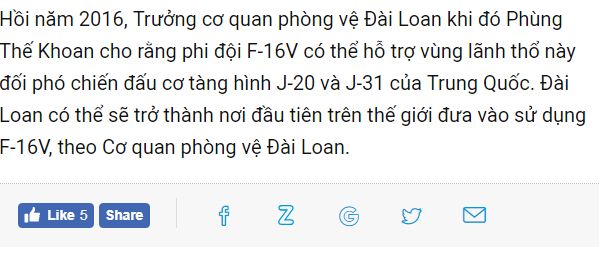 Hồi năm 2016, Trưởng cơ quan phòng vệ Đài Loan khi đó Phùng
Thế Khoan cho rằng phi đội F-16V có thể hỗ trợ vùng lãnh thổ này
đối phó chiến đấu cơ tàng hình J-20 và J-31 của Trung Quốc. Đài
Loan có thể sẽ trở thành nơi đầu tiên trên thế giới đưa vào sử dụng
F-16V, theo Cơ quan phòng vệ Đài Loan.
Like 5 Share